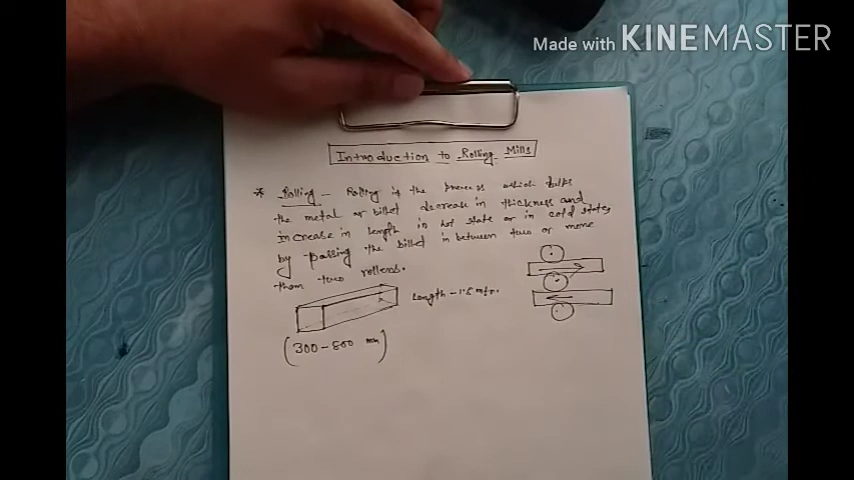 Made with KINEMASTER
Introduction to Rolling Mills
* Rolling - Rolling is the process which helps
the metal or billet decrease in thickness and
increase in length in hot state or in cold state,
by passing the billet in between two or more
than two rollers.
Length - 1.5 mtr.
(300 - 500 mm)